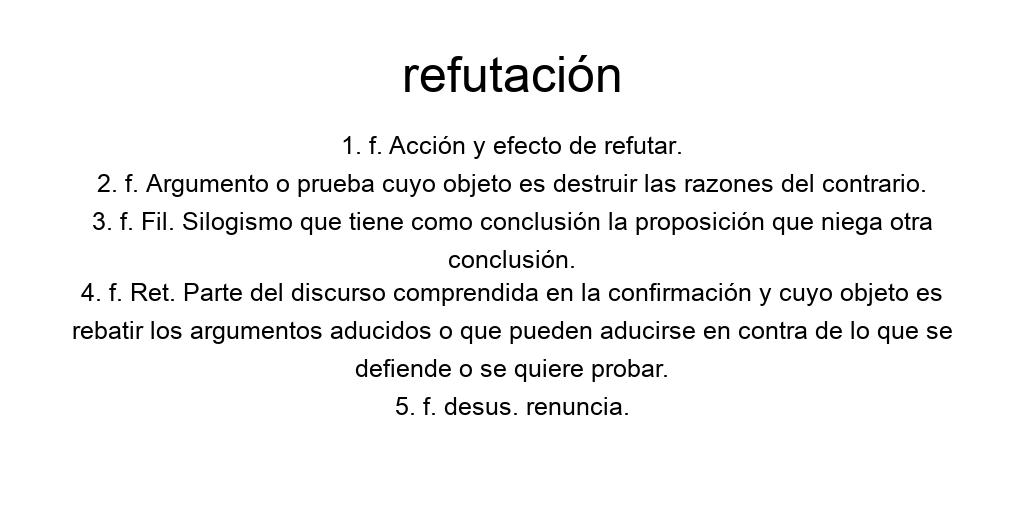 refutación
1. f. Acción y efecto de refutar.
2. f. Argumento o prueba cuyo objeto es destruir las razones del contrario.
3. f. Fil. Silogismo que tiene como conclusión la proposición que niega otra
conclusión.
4. f. Ret. Parte del discurso comprendida en la confirmación y cuyo objeto es
rebatir los argumentos aducidos o que pueden aducirse en contra de lo que se
defiende o se quiere probar.
5. f. desus. renuncia.